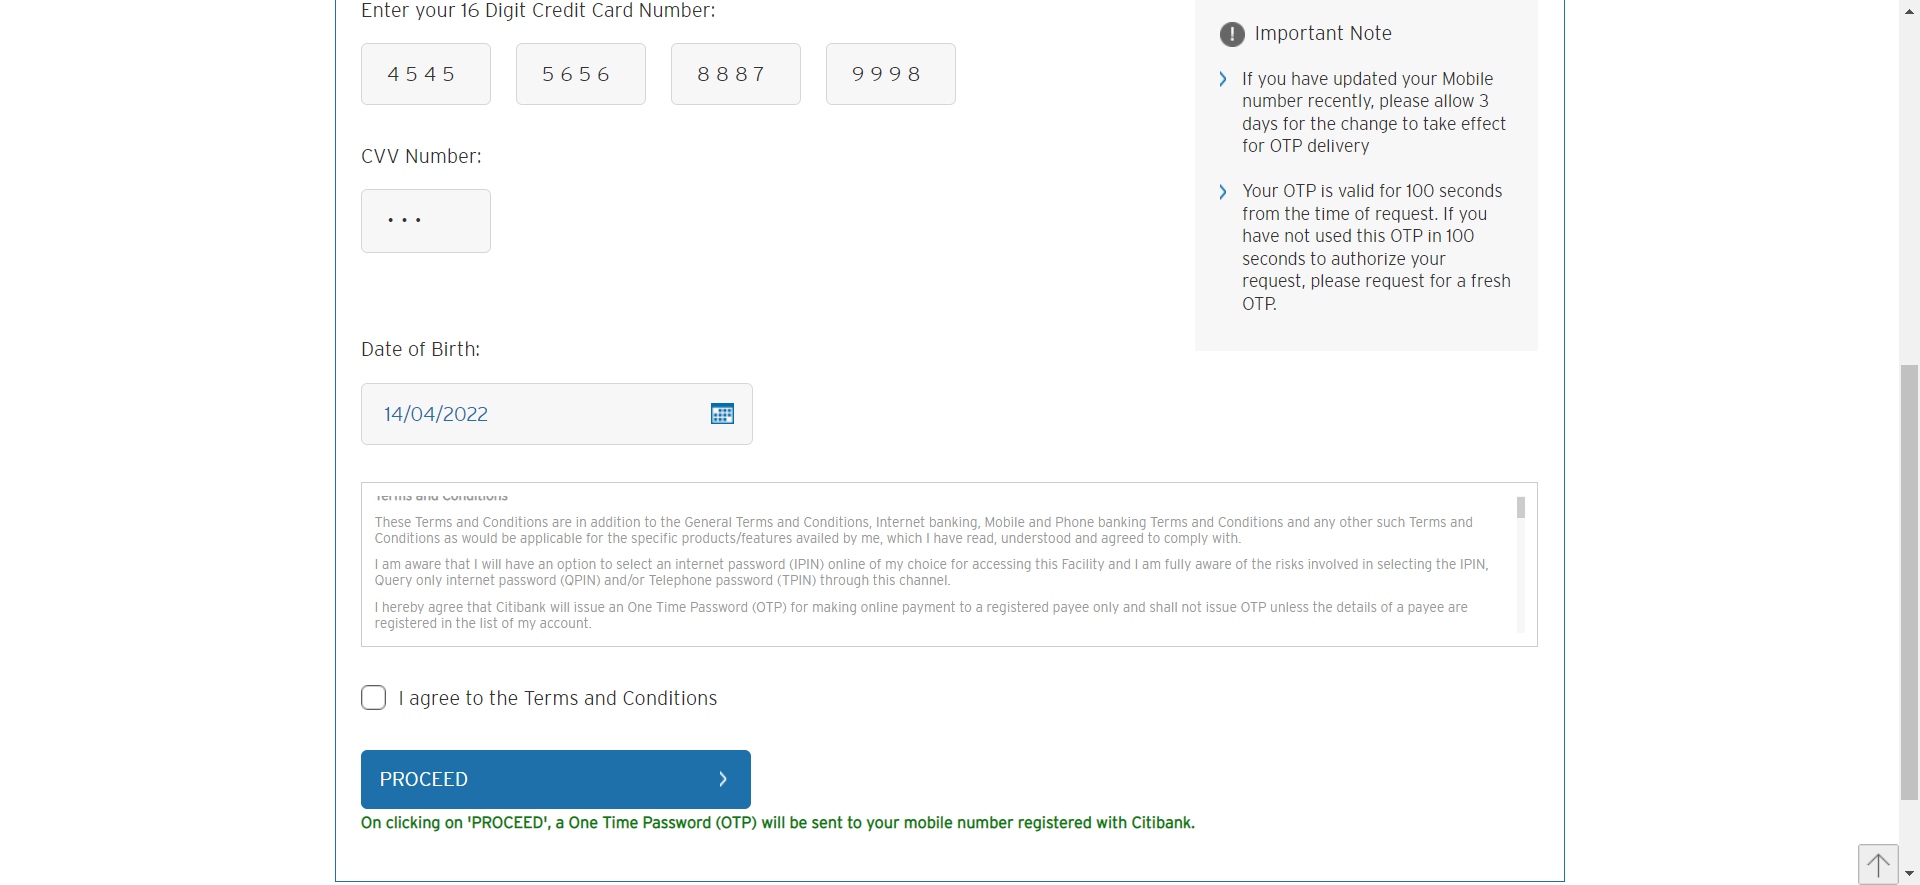 Enter your 16 Digit Credit Card Number:
4545 5656 8887 9998
CVV Number:
Date of Birth:
14/04/2022
Important Note
If you have updated your Mobile
number recently, please allow 3
days for the change to take effect
for OTP delivery
Your OTP is valid for 100 seconds
from the time of request. If you
have not used this OTP in 100
seconds to authorize your
request, please request for a fresh
OTP.
Terms and Conditions
These Terms and Conditions are in addition to the General Terms and Conditions, Internet banking, Mobile and Phone banking Terms and Conditions and any other such Terms and
Conditions as would be applicable for the specific products/features availed by me, which I have read, understood and agreed to comply with.
I am aware that I will have an option to select an internet password (IPIN) online of my choice for accessing this Facility and I am fully aware of the risks involved in selecting the IPIN,
Query only internet password (QPIN) and/or Telephone password (TPIN) through this channel.
I hereby agree that Citibank will issue an One Time Password (OTP) for making online payment to a registered payee only and shall not issue OTP unless the details of a payee are
registered in the list of my account.
I agree to the Terms and Conditions
PROCEED
On clicking on 'PROCEED', a One Time Password (OTP) will be sent to your mobile number registered with Citibank.